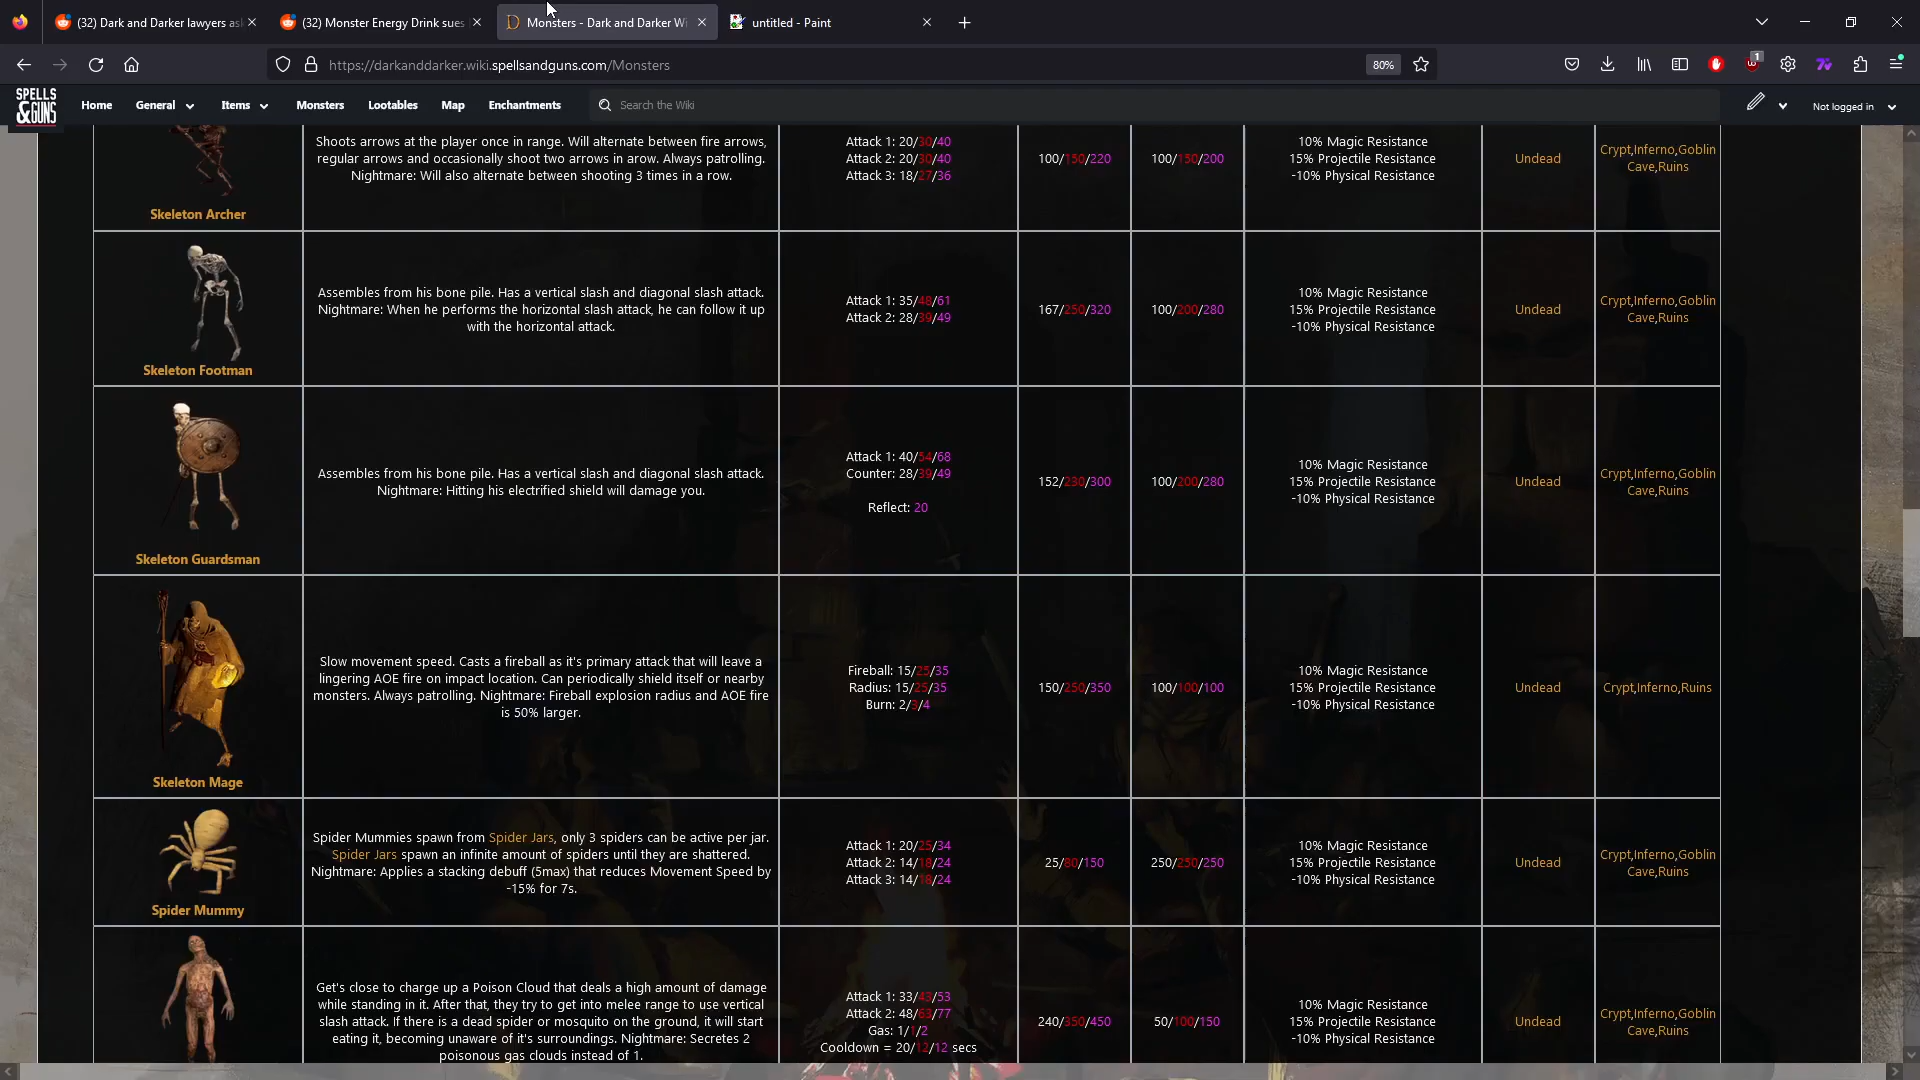 (32) Dark and Darker lawyers as
(32) Monster Energy Drink sues
Monsters - Dark and Darker Wi
untitled - Paint
https://darkanddarker.wiki.spellsandguns.com/Monsters
80%
1
SPELLS
&GUNS
Home
General
Items
Monsters
Lootables
Map
Enchantments
Search the Wiki
Not logged in
Skeleton Archer
Shoots arrows at the player once in range. Will alternate between fire arrows,
regular arrows and occasionally shoot two arrows in arow. Always patrolling.
Nightmare: Will also alternate between shooting 3 times in a row.
Attack 1: 20/30/40
Attack 2: 20/30/40
Attack 3: 18/27/36
100/150/220
100/150/200
10% Magic Resistance
15% Projectile Resistance
-10% Physical Resistance
Undead
Crypt,Inferno,Goblin
Cave,Ruins
Skeleton Footman
Assembles from his bone pile. Has a vertical slash and diagonal slash attack.
Nightmare: When he performs the horizontal slash attack, he can follow it up
with the horizontal attack.
Attack 1: 35/48/61
Attack 2: 28/39/49
167/250/320
100/200/280
10% Magic Resistance
15% Projectile Resistance
-10% Physical Resistance
Undead
Crypt,Inferno,Goblin
Cave,Ruins
Skeleton Guardsman
Assembles from his bone pile. Has a vertical slash and diagonal slash attack.
Nightmare: Hitting his electrified shield will damage you.
Attack 1: 40/54/68
Counter: 28/39/49
Reflect: 20
152/230/300
100/200/280
10% Magic Resistance
15% Projectile Resistance
-10% Physical Resistance
Undead
Crypt,Inferno,Goblin
Cave,Ruins
Skeleton Mage
Slow movement speed. Casts a fireball as it's primary attack that will leave a
lingering AOE fire on impact location. Can periodically shield itself or nearby
monsters. Always patrolling. Nightmare: Fireball explosion radius and AOE fire
is 50% larger.
Fireball: 15/25/35
Radius: 15/25/35
Burn: 2/3/4
150/250/350
100/100/100
10% Magic Resistance
15% Projectile Resistance
-10% Physical Resistance
Undead
Crypt,Inferno,Ruins
Spider Mummy
Spider Mummies spawn from Spider Jars, only 3 spiders can be active per jar.
Spider Jars spawn an infinite amount of spiders until they are shattered.
Nightmare: Applies a stacking debuff (5max) that reduces Movement Speed by
-15% for 7s.
Attack 1: 20/25/34
Attack 2: 14/18/24
Attack 3: 14/18/24
25/80/150
250/250/250
10% Magic Resistance
15% Projectile Resistance
-10% Physical Resistance
Undead
Crypt,Inferno,Goblin
Cave,Ruins
Get's close to charge up a Poison Cloud that deals a high amount of damage
while standing in it. After that, they try to get into melee range to use vertical
slash attack. If there is a dead spider or mosquito on the ground, it will start
eating it, becoming unaware of it's surroundings. Nightmare: Secretes 2
poisonous gas clouds instead of 1.
Attack 1: 33/43/53
Attack 2: 48/63/77
Gas: 1/1/2
Cooldown = 20/12/12 secs
240/350/450
50/100/150
10% Magic Resistance
15% Projectile Resistance
-10% Physical Resistance
Undead
Crypt,Inferno,Goblin
Cave,Ruins